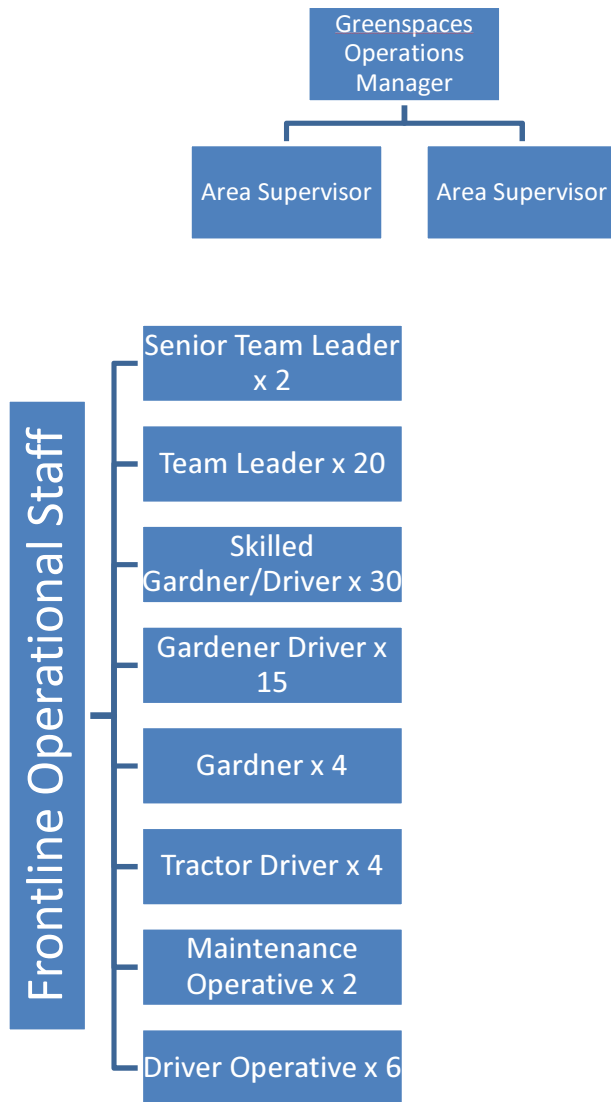 Greenspaces
Operations
Manager
Area Supervisor
Area Supervisor
Frontline Operational Staff
Senior Team Leader
x 2
Team Leader x 20
Skilled
Gardner/Driver x 30
Gardener Driver x
15
Gardner x 4
Tractor Driver x 4
Maintenance
Operative x 2
Driver Operative x 6